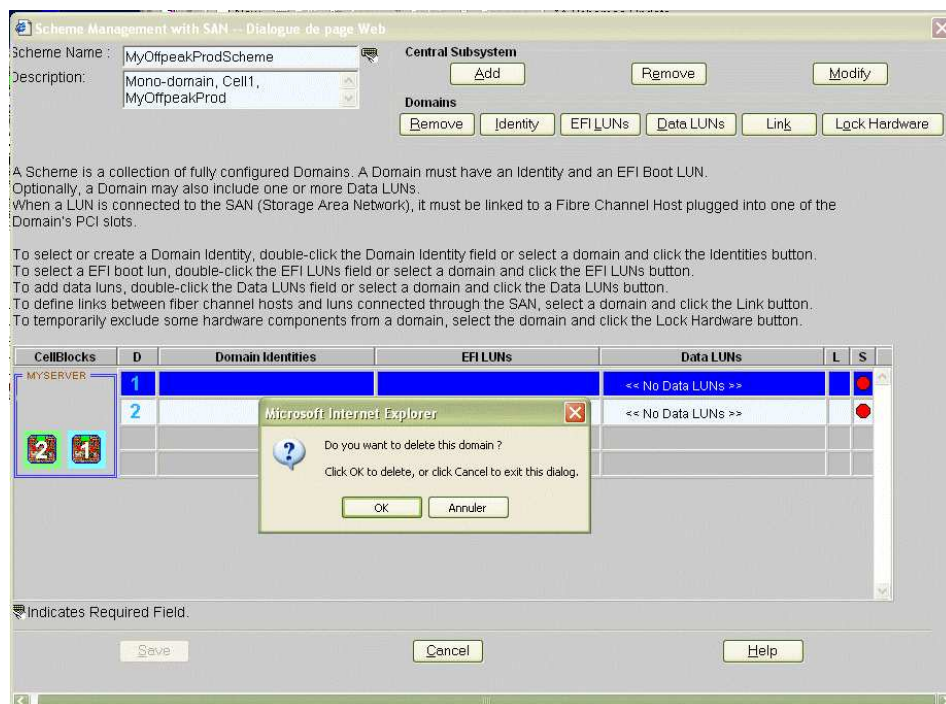 Scheme Management with SAN -- Dialogue de page Web
Scheme Name :
MyOffpeakProdScheme
Description:
Mono-domain, Cell1,
MyOffpeakProd
Central Subsystem
Add
Remove
Modify
Domains
Remove
Identity
EFI LUNs
Data LUNs
Link
Lock Hardware
A Scheme is a collection of fully configured Domains. A Domain must have an Identity and an EFI Boot LUN.
Optionally, a Domain may also include one or more Data LUNs.
When a LUN is connected to the SAN (Storage Area Network), it must be linked to a Fibre Channel Host plugged into one of the
Domain's PCI slots.
To select or create a Domain Identity, double-click the Domain Identity field or select a domain and click the Identities button.
To select a EFI boot lun, double-click the EFI LUNs field or select a domain and click the EFI LUNs button.
To add data luns, double-click the Data LUNs field or select a domain and click the Data LUNs button.
To define links between fiber channel hosts and luns connected through the SAN, select a domain and click the Link button.
To temporarily exclude some hardware components from a domain, select the domain and click the Lock Hardware button.
CellBlocks D Domain Identities EFI LUNs Data LUNs L S
MYSERVER
1 << No Data LUNs >>
2 << No Data LUNs >>
2 1
Microsoft Internet Explorer
Do you want to delete this domain ?
Click OK to delete, or click Cancel to exit this dialog.
OK
Annuler
Indicates Required Field.
Save
Cancel
Help